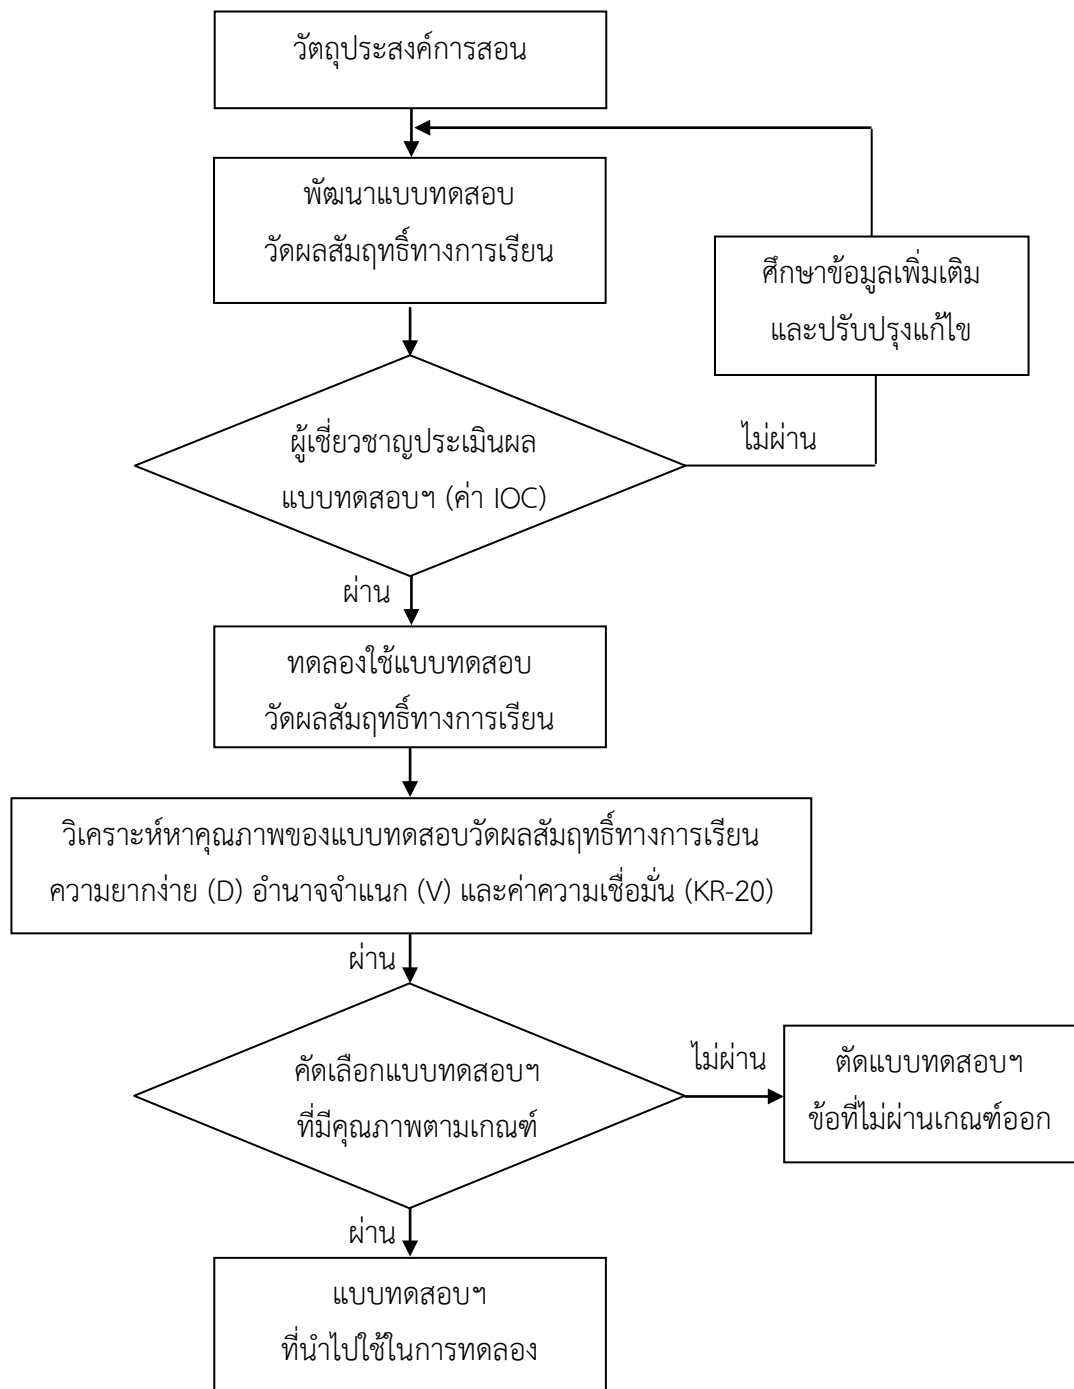 วัตถุประสงค์การสอน
พัฒนาแบบทดสอบ
วัดผลสัมฤทธิ์ทางการเรียน
ศึกษาข้อมูลเพิ่มเติม
และปรับปรุงแก้ไข
ไม่ผ่าน
ผู้เชี่ยวชาญประเมินผล
แบบทดสอบฯ (ค่า IOC)
ผ่าน
ทดลองใช้แบบทดสอบ
วัดผลสัมฤทธิ์ทางการเรียน
วิเคราะห์หาคุณภาพของแบบทดสอบวัดผลสัมฤทธิ์ทางการเรียน
ความยากง่าย (D) อำนาจจำแนก (V) และค่าความเชื่อมั่น (KR-20)
ผ่าน
คัดเลือกแบบทดสอบฯ
ที่มีคุณภาพตามเกณฑ์
ไม่ผ่าน
ตัดแบบทดสอบฯ
ข้อที่ไม่ผ่านเกณฑ์ออก
ผ่าน
แบบทดสอบฯ
ที่นำไปใช้ในการทดลอง